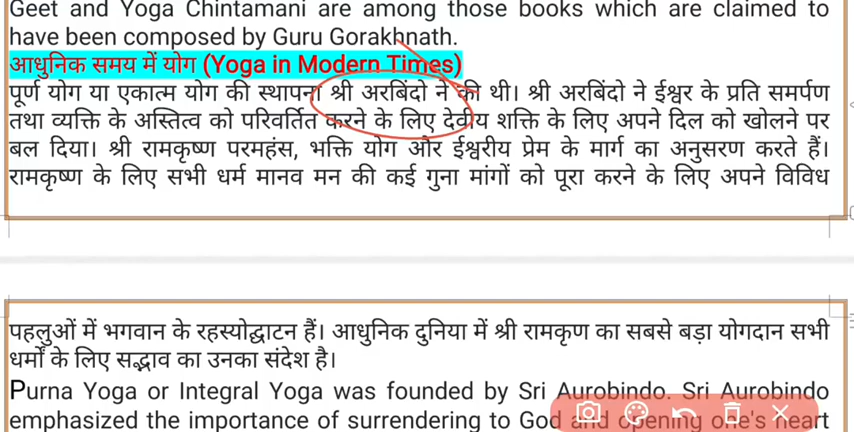 Geet and Yoga Chintamani are among those books which are claimed to
have been composed by Guru Gorakhnath.
आधुनिक समय में योग (Yoga in Modern Times)
पूर्ण योग या एकात्म योग की स्थापना श्री अरबिंदो ने की थी। श्री अरबिंदो ने ईश्वर के प्रति समर्पण
तथा व्यक्ति के अस्तित्व को परिवर्तित करने के लिए देवीय शक्ति के लिए अपने दिल को खोलने पर
बल दिया। श्री रामकृष्ण परमहंस, भक्ति योग और ईश्वरीय प्रेम के मार्ग का अनुसरण करते हैं।
रामकृष्ण के लिए सभी धर्म मानव मन की कई गुना मांगों को पूरा करने के लिए अपने विविध
पहलुओं में भगवान के रहस्योद्घाटन हैं। आधुनिक दुनिया में श्री रामकृण का सबसे बड़ा योगदान सभी
धर्मों के लिए सद्भाव का उनका संदेश है।
Purna Yoga or Integral Yoga was founded by Sri Aurobindo. Sri Aurobindo
emphasized the importance of surrendering to God and opening one's heart